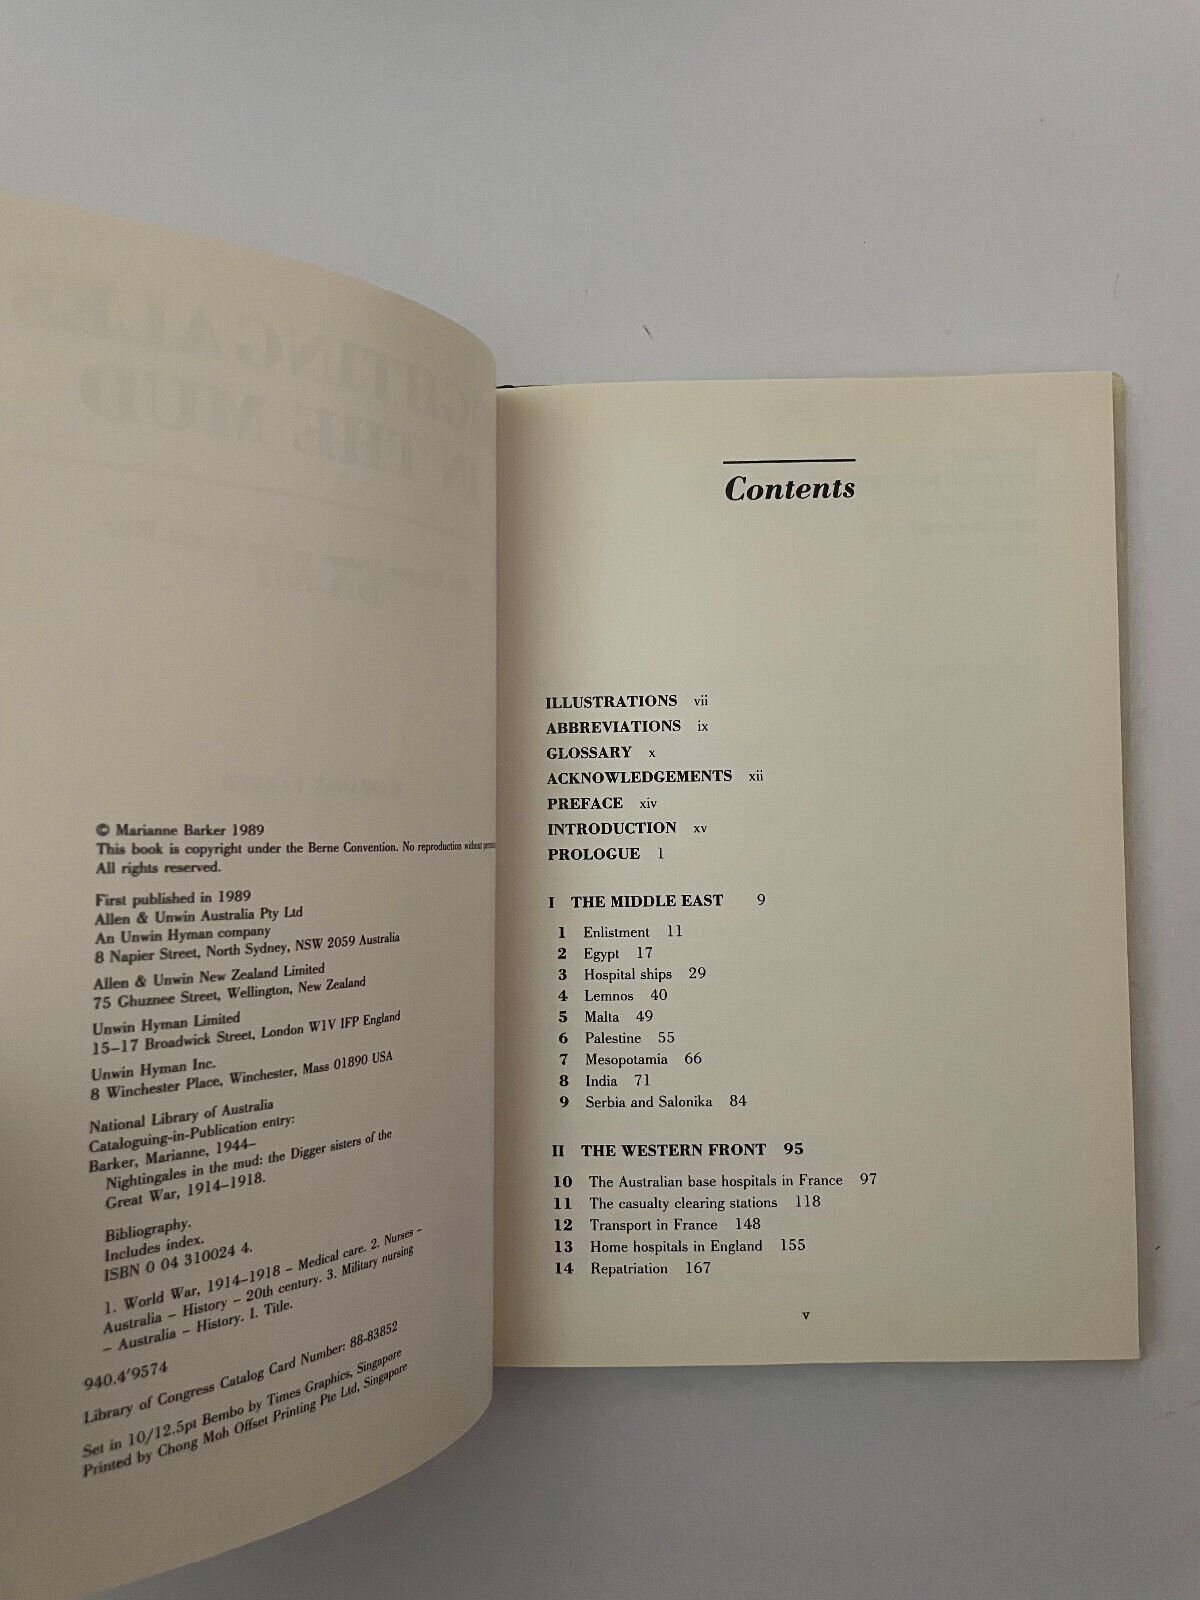 © Marianne Barker 1989
This book is copyright under the Berne Convention. No reproduction without
All rights reserved.
First published in 1989
Allen & Unwin Australia Pty Ltd
An Unwin Hyman company
8 Napier Street, North Sydney, NSW 2059 Australia
Allen & Unwin New Zealand Limited
75 Ghuznee Street, Wellington, New Zealand
Unwin Hyman Limited
15–17 Broadwick Street, London W1V IFP England
Unwin Hyman Inc.
8 Winchester Place, Winchester, Mass 01890 USA
National Library of Australia
Cataloguing-in-Publication entry:
Barker, Marianne, 1944–
Nightingales in the mud: the Digger sisters of the
Great War, 1914–1918.
Bibliography.
Includes index.
ISBN 0 04 310024 4.
1. World War, 1914–1918 – Medical care. 2. Nurses –
Australia – History – 20th century. 3. Military nursing
– Australia – History. I. Title.
940.4'9574
Library of Congress Catalog Card Number: 88-83852
Set in 10/12.5pt Bembo by Times Graphics, Singapore
Printed by Chong Moh Offset Printing Pte Ltd, Singapore
Contents
ILLUSTRATIONS vii
ABBREVIATIONS ix
GLOSSARY x
ACKNOWLEDGEMENTS xii
PREFACE xiv
INTRODUCTION xv
PROLOGUE 1
I THE MIDDLE EAST 9
1 Enlistment 11
2 Egypt 17
3 Hospital ships 29
4 Lemnos 40
5 Malta 49
6 Palestine 55
7 Mesopotamia 66
8 India 71
9 Serbia and Salonika 84
II THE WESTERN FRONT 95
10 The Australian base hospitals in France 97
11 The casualty clearing stations 118
12 Transport in France 148
13 Home hospitals in England 155
14 Repatriation 167
v